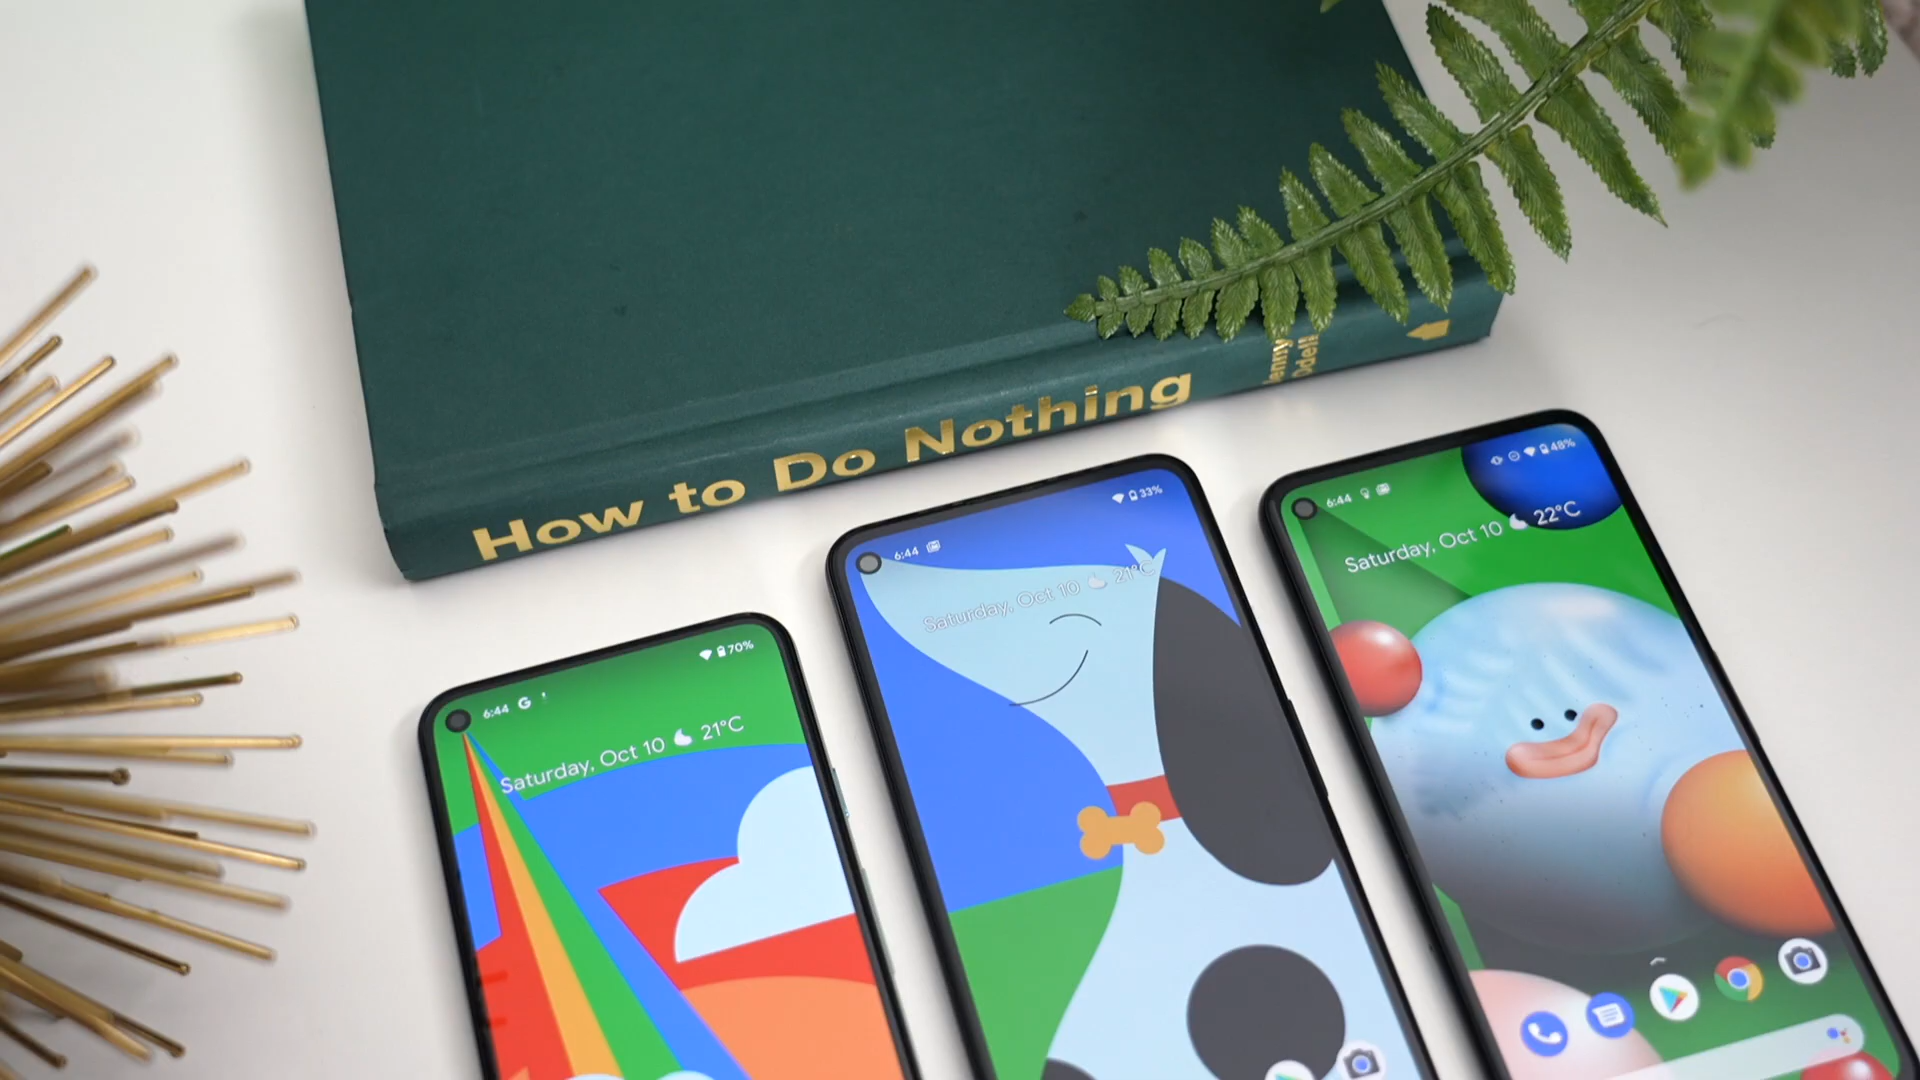 How to Do Nothing
Jenny
Odell
6:44
70%
Saturday, Oct 10 21°C
6:44
33%
Saturday, Oct 10 21°C
6:44
48%
Saturday, Oct 10 22°C